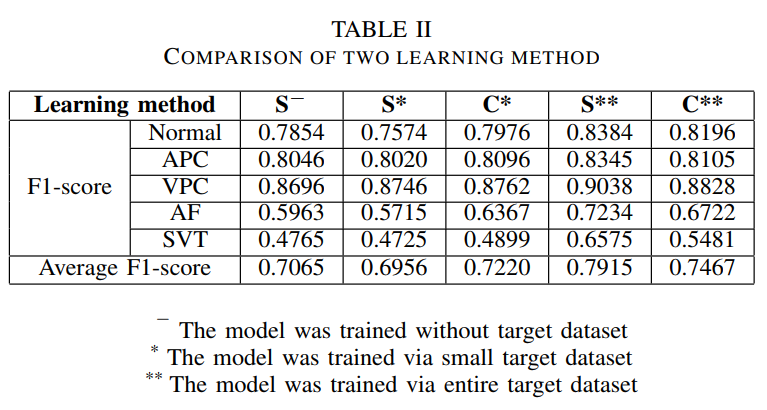 TABLE II
COMPARISON OF TWO LEARNING METHOD
Learning method S− S* C* S** C**
F1-score Normal 0.7854 0.7574 0.7976 0.8384 0.8196
APC 0.8046 0.8020 0.8096 0.8345 0.8105
VPC 0.8696 0.8746 0.8762 0.9038 0.8828
AF 0.5963 0.5715 0.6367 0.7234 0.6722
SVT 0.4765 0.4725 0.4899 0.6575 0.5481
Average F1-score 0.7065 0.6956 0.7220 0.7915 0.7467
− The model was trained without target dataset
* The model was trained via small target dataset
** The model was trained via entire target dataset